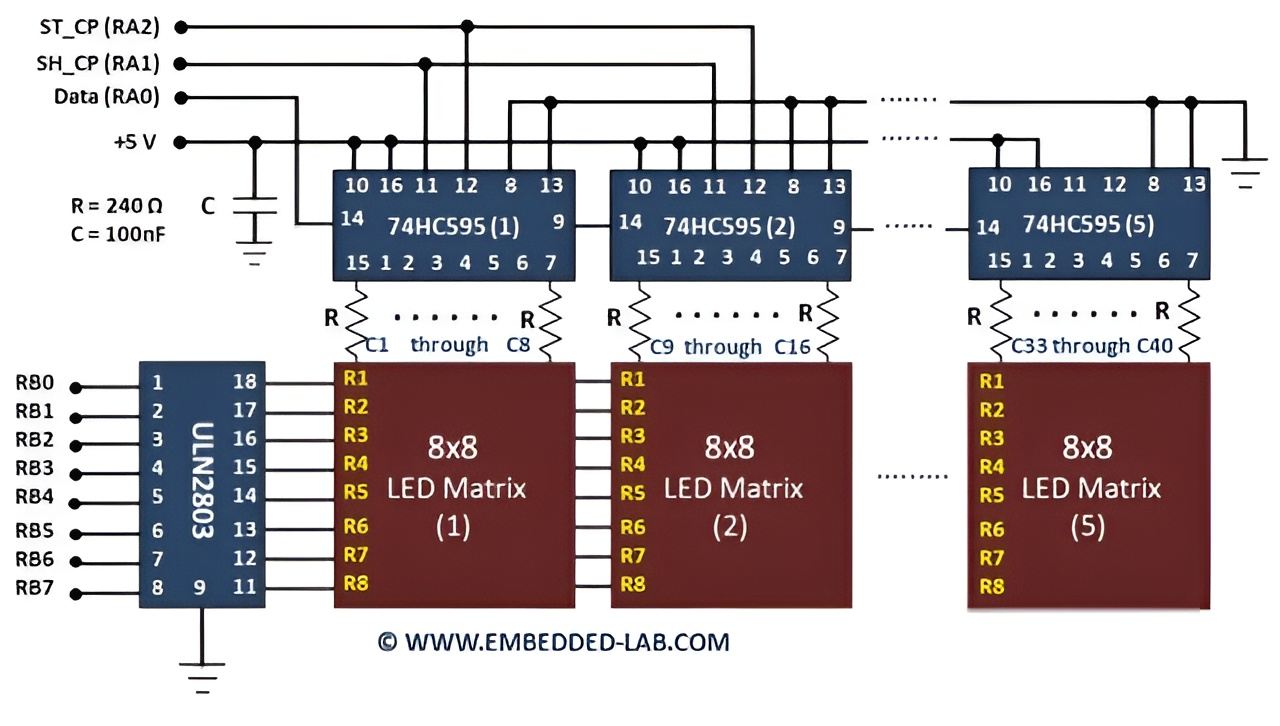 ST_CP (RA2)
SH_CP (RA1)
Data (RA0)
+5 V
R = 240 Ω
C = 100nF
C
10 16 11 12 8 13
14 74HC595 (1) 9
15 1 2 3 4 5 6 7
10 16 11 12 8 13
14 74HC595 (2) 9
15 1 2 3 4 5 6 7
10 16 11 12 8 13
14 74HC595 (5)
15 1 2 3 4 5 6 7
R ...... R
C1 through C8
R ...... R
C9 through C16
R ...... R
C33 through C40
RB0
RB1
RB2
RB3
RB4
RB5
RB6
RB7
1 18
2 17
3 16
4 15
5 14
6 13
7 12
8 9 11
ULN2803
R1
R2
R3
R4
R5
R6
R7
R8
8x8
LED Matrix
(1)
R1
R2
R3
R4
R5
R6
R7
R8
8x8
LED Matrix
(2)
R1
R2
R3
R4
R5
R6
R7
R8
8x8
LED Matrix
(5)
© WWW.EMBEDDED-LAB.COM